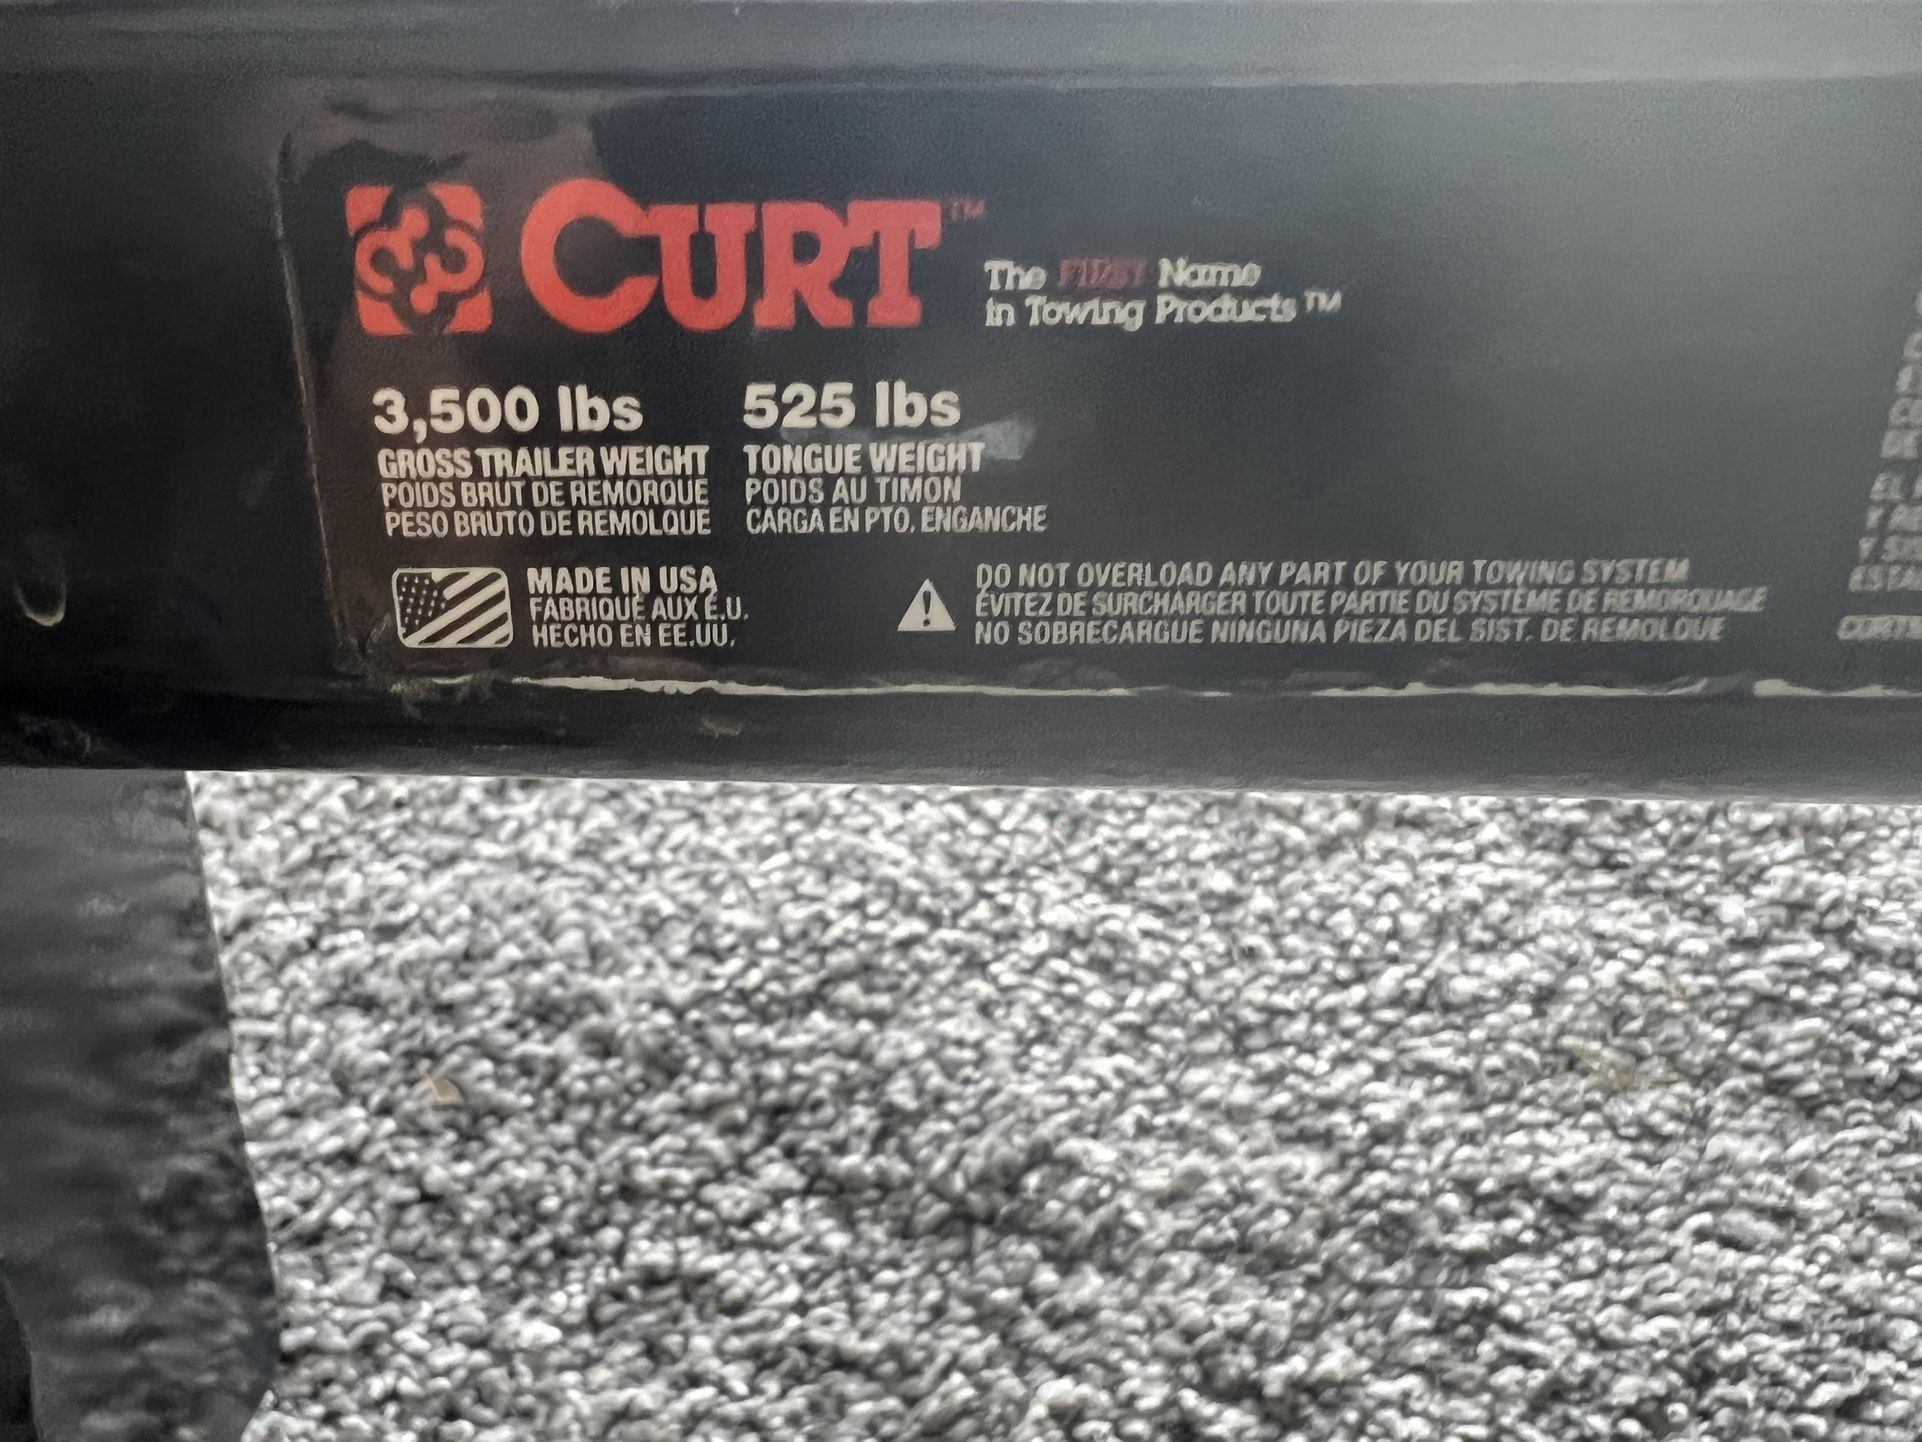 CURT™
The FIRST Name
in Towing Products™
3,500 lbs
GROSS TRAILER WEIGHT
POIDS BRUT DE REMORQUE
PESO BRUTO DE REMOLQUE
525 lbs
TONGUE WEIGHT
POIDS AU TIMON
CARGA EN PTO. ENGANCHE
MADE IN USA
FABRIQUÉ AUX É.U.
HECHO EN EE.UU.
DO NOT OVERLOAD ANY PART OF YOUR TOWING SYSTEM
ÉVITEZ DE SURCHARGER TOUTE PARTIE DU SYSTÈME DE REMORQUAGE
NO SOBRECARGUE NINGUNA PIEZA DEL SIST. DE REMOLQUE